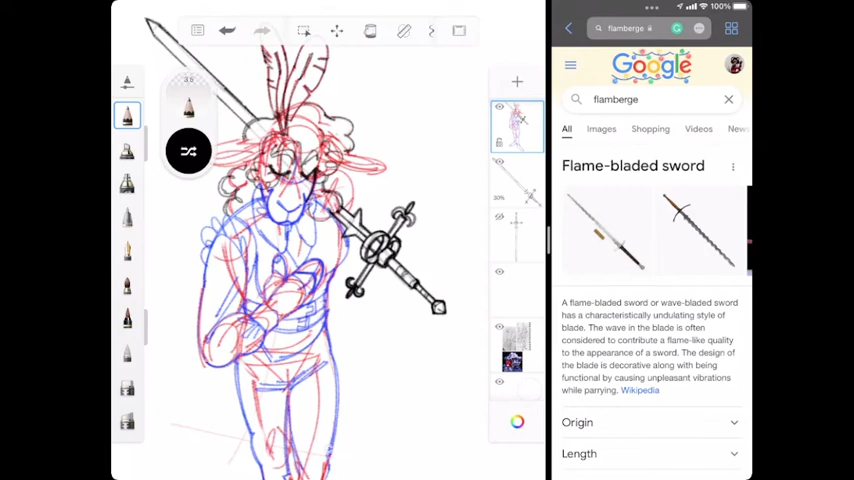 100%
flamberge
3.5
Google
flamberge
All Images Shopping Videos News
Flame-bladed sword
30%
A flame-bladed sword or wave-bladed sword
has a characteristically undulating style of
blade. The wave in the blade is often
considered to contribute a flame-like quality
to the appearance of a sword. The design of
the blade is decorative along with being
functional by causing unpleasant vibrations
while parrying. Wikipedia
Origin
Length